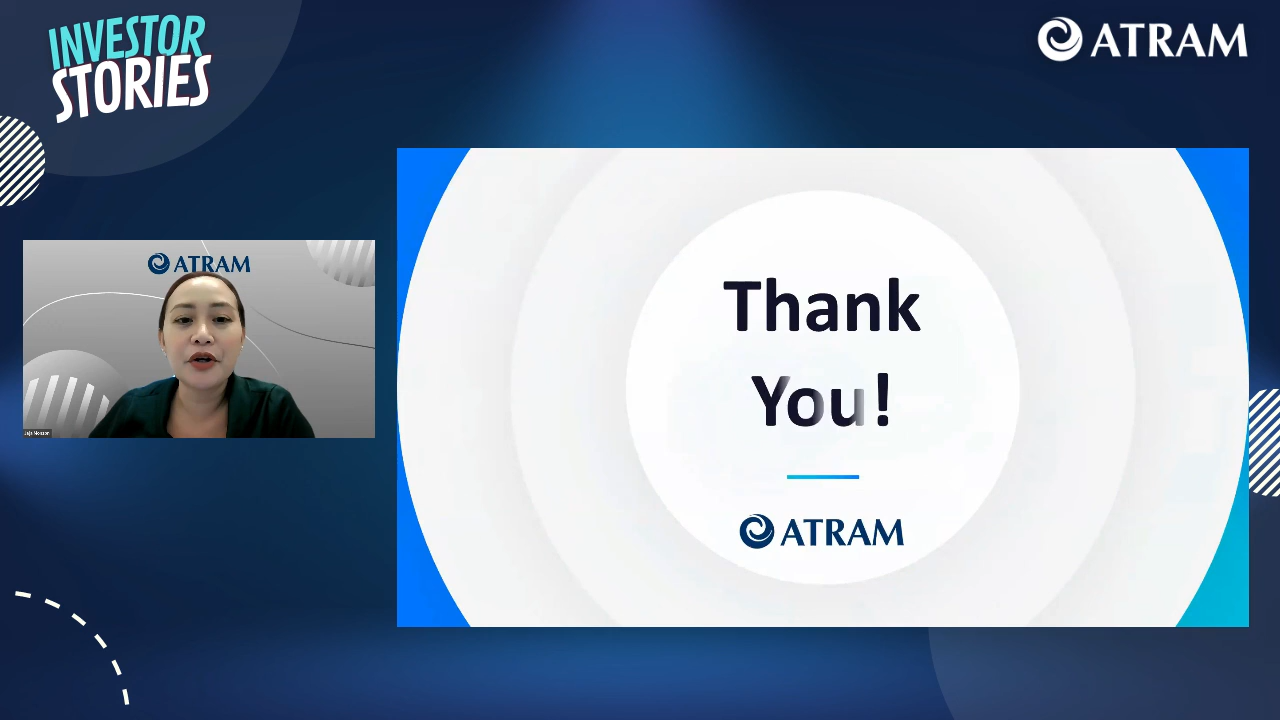 INVESTOR
STORIES
ATRAM
ATRAM
Thank
You!
ATRAM